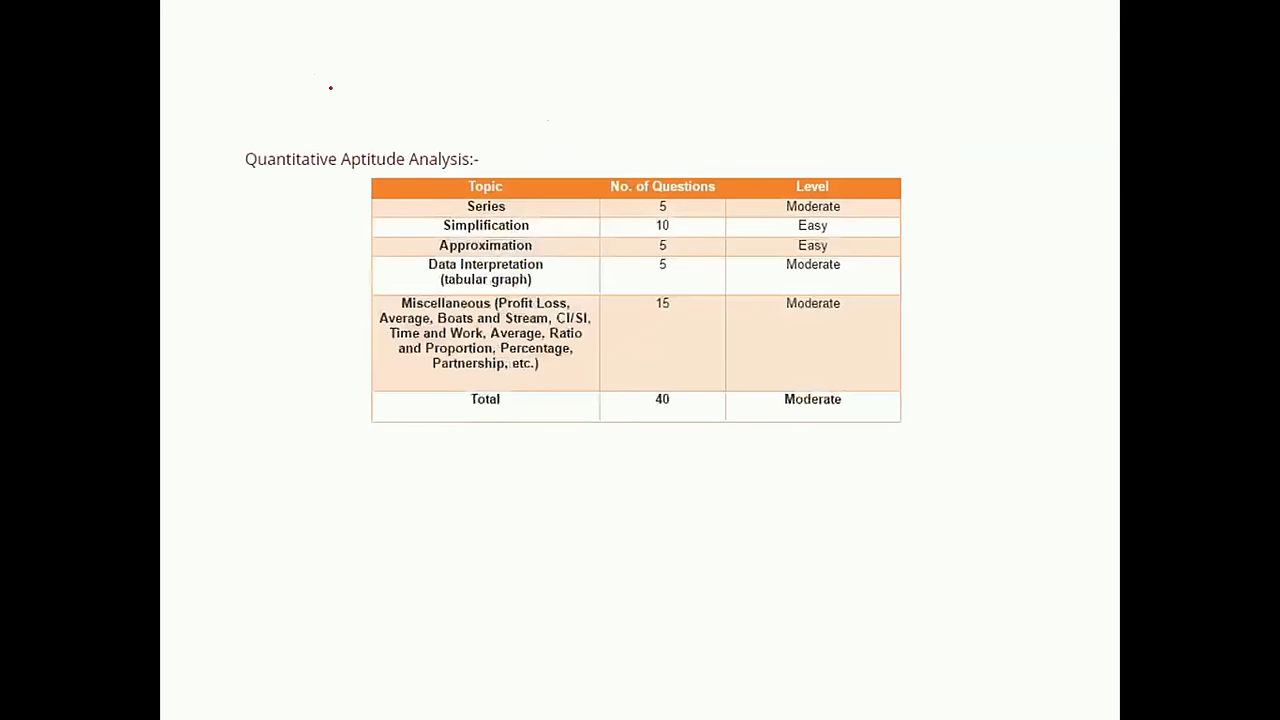 Quantitative Aptitude Analysis:-
Topic No. of Questions Level
Series 5 Moderate
Simplification 10 Easy
Approximation 5 Easy
Data Interpretation 5 Moderate
(tabular graph)
Miscellaneous (Profit Loss, 15 Moderate
Average, Boats and Stream, CI/SI,
Time and Work, Average, Ratio
and Proportion, Percentage,
Partnership, etc.)
Total 40 Moderate